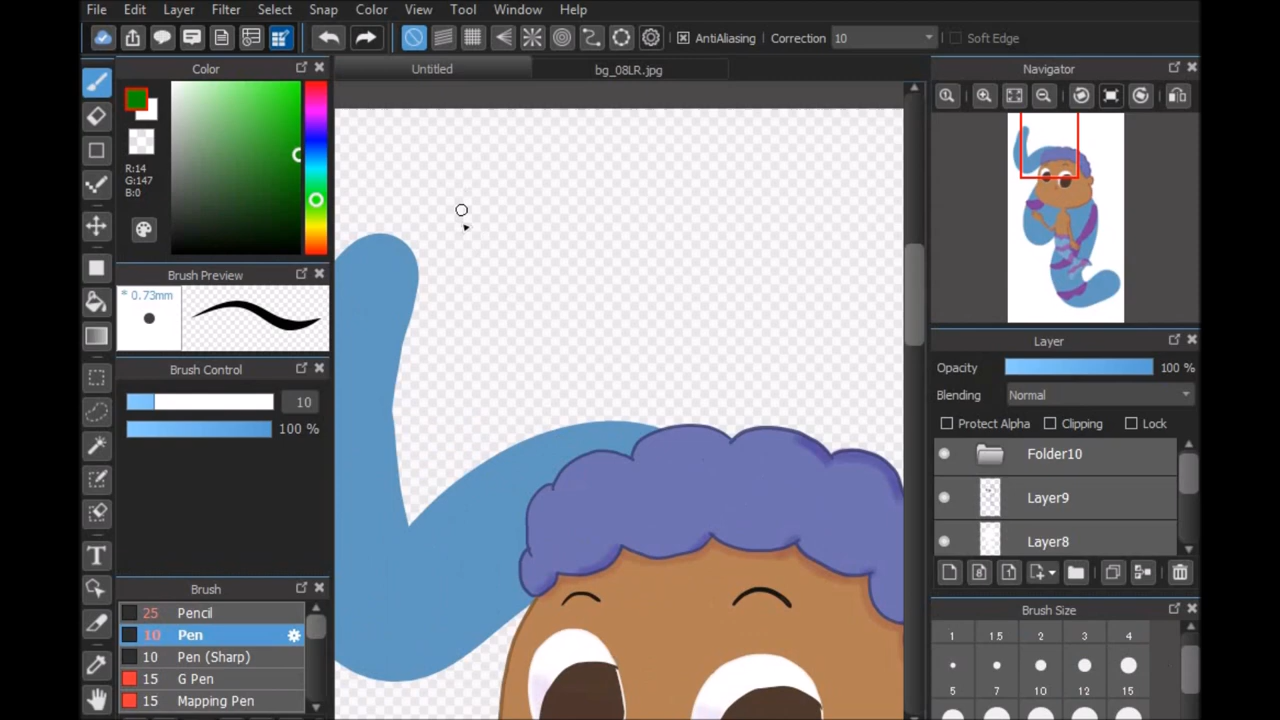 File Edit Layer Filter Select Snap Color View Tool Window Help
AntiAliasing Correction 10 Soft Edge
Color
Untitled
bg_08LR.jpg
Navigator
R:14
G:147
B:0
Brush Preview
* 0.73mm
Brush Control
10
100 %
Layer
Opacity 100 %
Blending Normal
Protect Alpha Clipping Lock
Folder10
Layer9
Layer8
Brush
25 Pencil
10 Pen
10 Pen (Sharp)
15 G Pen
15 Mapping Pen
Brush Size
1 1.5 2 3 4
5 7 10 12 15